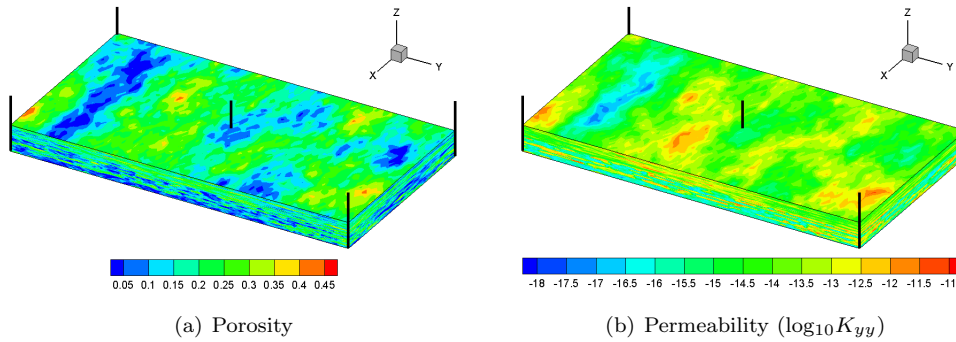 Z
X
Y
Z
X
Y
0.05 0.1 0.15 0.2 0.25 0.3 0.35 0.4 0.45
-18 -17.5 -17 -16.5 -16 -15.5 -15 -14.5 -14 -13.5 -13 -12.5 -12 -11.5 -11
(a) Porosity
(b) Permeability (log₁₀ Kyy)